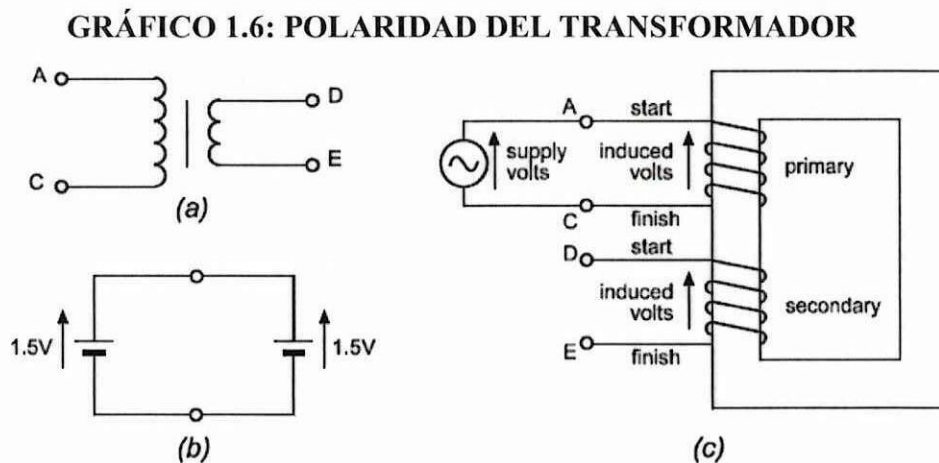 GRÁFICO 1.6: POLARIDAD DEL TRANSFORMADOR
A
D
C
E
(a)
1.5V
1.5V
(b)
A
start
supply
volts
induced
volts
primary
C
finish
D
start
induced
volts
secondary
E
finish
(c)